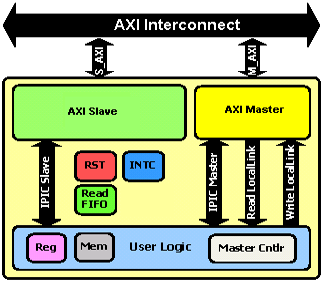 AXI Interconnect
S_AXI
M_AXI
AXI Slave
AXI Master
RST
INTC
Read
FIFO
IPIC Slave
IPIC Master
Read LocalLink
Write LocalLink
Reg
Mem
User Logic
Master Cntlr